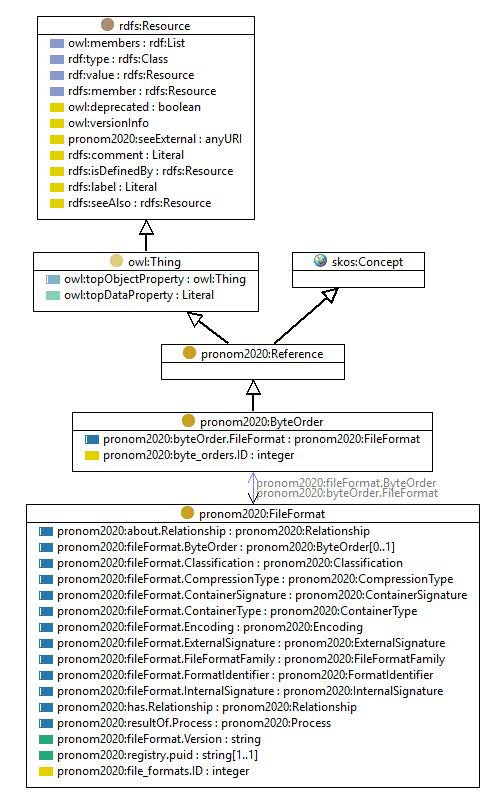 rdfs:Resource
owl:members : rdf:List
rdf:type : rdfs:Class
rdf:value : rdfs:Resource
rdfs:member : rdfs:Resource
owl:deprecated : boolean
owl:versionInfo
pronom2020:seeExternal : anyURI
rdfs:comment : Literal
rdfs:isDefinedBy : rdfs:Resource
rdfs:label : Literal
rdfs:seeAlso : rdfs:Resource
owl:Thing
owl:topObjectProperty : owl:Thing
owl:topDataProperty : Literal
skos:Concept
pronom2020:Reference
pronom2020:ByteOrder
pronom2020:byteOrder.FileFormat : pronom2020:FileFormat
pronom2020:byte_orders.ID : integer
pronom2020:fileFormat.ByteOrder
pronom2020:byteOrder.FileFormat
pronom2020:FileFormat
pronom2020:about.Relationship : pronom2020:Relationship
pronom2020:fileFormat.ByteOrder : pronom2020:ByteOrder[0..1]
pronom2020:fileFormat.Classification : pronom2020:Classification
pronom2020:fileFormat.CompressionType : pronom2020:CompressionType
pronom2020:fileFormat.ContainerSignature : pronom2020:ContainerSignature
pronom2020:fileFormat.ContainerType : pronom2020:ContainerType
pronom2020:fileFormat.Encoding : pronom2020:Encoding
pronom2020:fileFormat.ExternalSignature : pronom2020:ExternalSignature
pronom2020:fileFormat.FileFormatFamily : pronom2020:FileFormatFamily
pronom2020:fileFormat.FormatIdentifier : pronom2020:FormatIdentifier
pronom2020:fileFormat.InternalSignature : pronom2020:InternalSignature
pronom2020:has.Relationship : pronom2020:Relationship
pronom2020:resultOf.Process : pronom2020:Process
pronom2020:fileFormat.Version : string
pronom2020:registry.puid : string[1..1]
pronom2020:file_formats.ID : integer